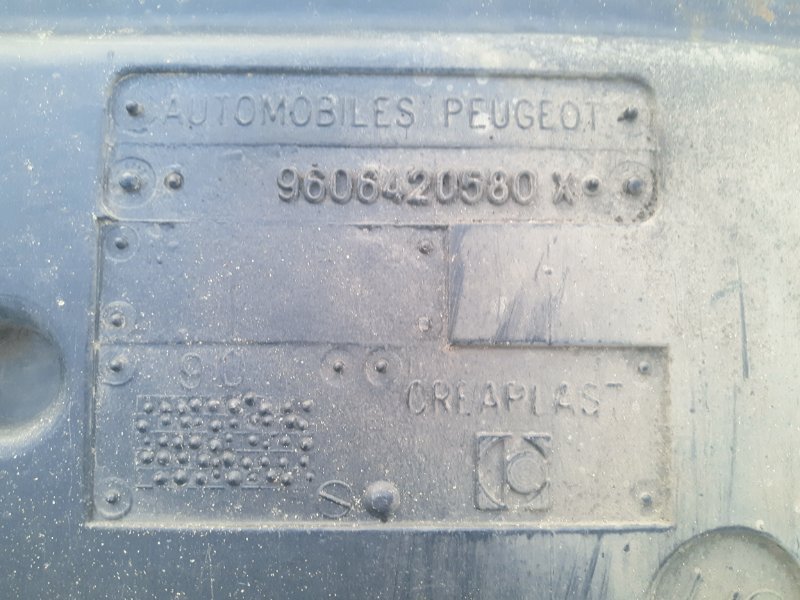 AUTOMOBILES PEUGEOT
9606420580 X
90
CREAPLAST